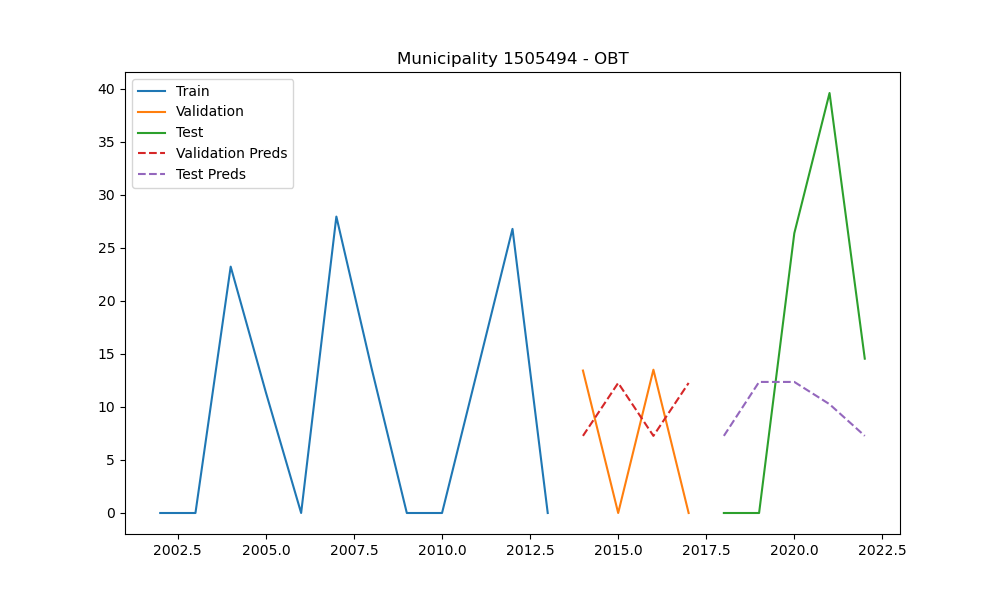 Municipality 1505494 - OBT
Train
Validation
Test
Validation Preds
Test Preds
40
35
30
25
20
15
10
5
0
2002.5 2005.0 2007.5 2010.0 2012.5 2015.0 2017.5 2020.0 2022.5